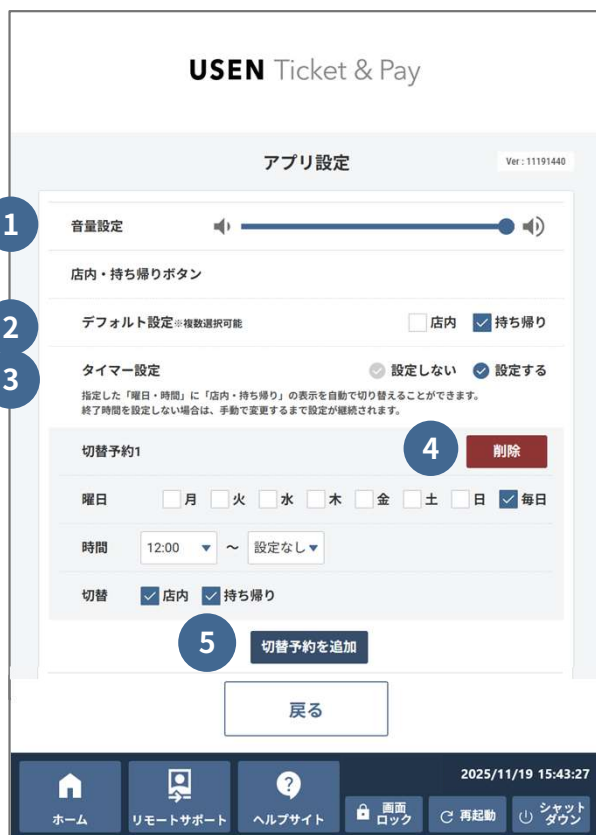 USEN Ticket & Pay
アプリ設定
Ver : 11191440
1
音量設定
店内・持ち帰りボタン
2
デフォルト設定※複数選択可能 店内 持ち帰り
3
タイマー設定 設定しない 設定する
指定した「曜日・時間」に「店内・持ち帰り」の表示を自動で切り替えることができます。
終了時間を設定しない場合は、手動で変更するまで設定が継続されます。
切替予約1 4 削除
曜日 月 火 水 木 金 土 日 毎日
時間 12:00 ～ 設定なし
切替 店内 持ち帰り
5 切替予約を追加
戻る
2025/11/19 15:43:27
ホーム リモートサポート ? ヘルプサイト 画面ロック 再起動 シャットダウン